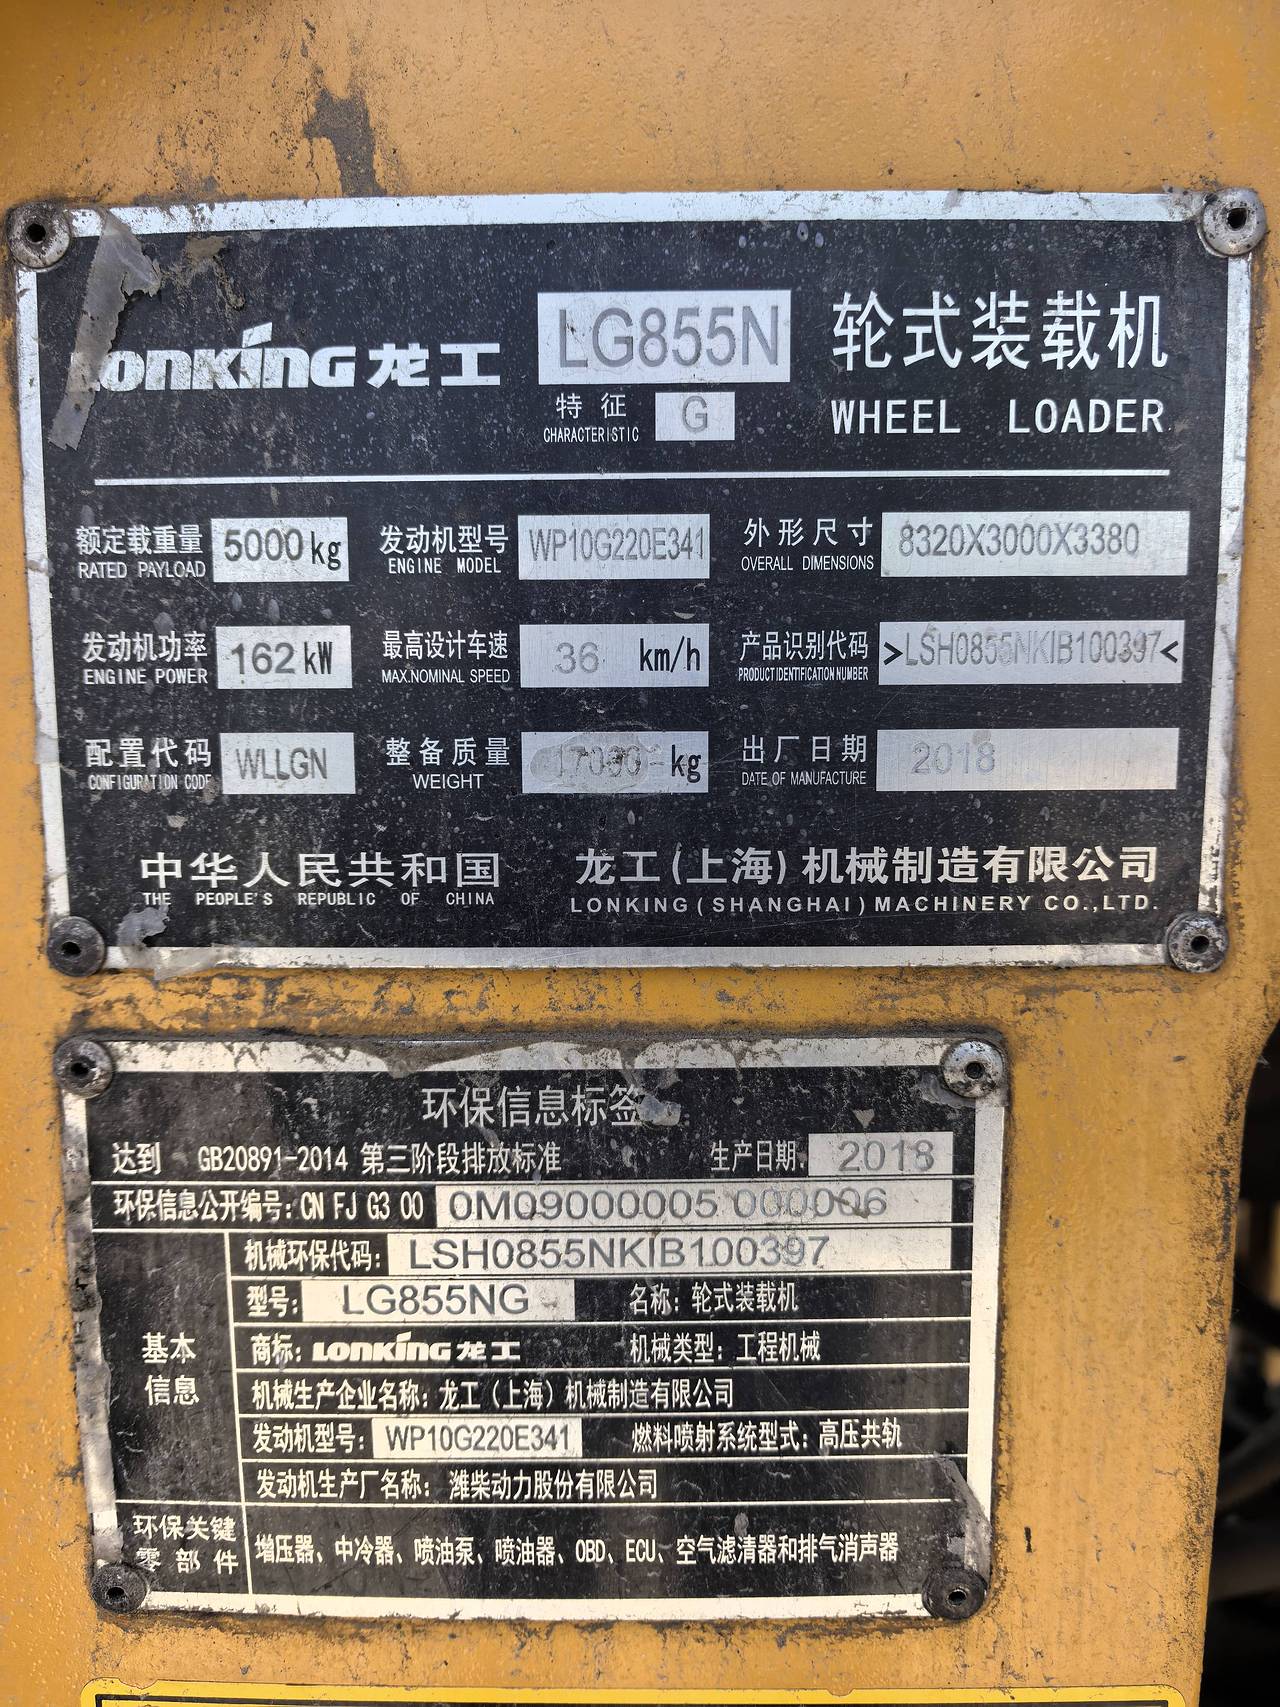 LONKING 龙工 LG855N 轮式装载机
特征 CHARACTERISTIC G WHEEL LOADER
额定载重量 RATED PAYLOAD 5000 kg 发动机型号 ENGINE MODEL WP10G220E341 外形尺寸 OVERALL DIMENSIONS 8320X3000X3380
发动机功率 ENGINE POWER 162 kW 最高设计车速 MAX.NOMINAL SPEED 36 km/h 产品识别代码 PRODUCT IDENTIFICATION NUMBER >LSH0855NKIB100397<
配置代码 CONFIGURATION CODE WLLGN 整备质量 WEIGHT 17000 kg 出厂日期 DATE OF MANUFACTURE 2018
中华人民共和国 龙工(上海)机械制造有限公司
THE PEOPLE'S REPUBLIC OF CHINA LONKING(SHANGHAI)MACHINERY CO.,LTD.
环保信息标签
达到 GB20891-2014 第三阶段排放标准 生产日期: 2018
环保信息公开编号: CN FJ G3 00 0M09000005 000006
基本信息
机械环保代码: LSH0855NKIB100397
型号: LG855NG 名称: 轮式装载机
商标: LONKING 龙工 机械类型: 工程机械
机械生产企业名称: 龙工(上海)机械制造有限公司
发动机型号: WP10G220E341 燃料喷射系统型式: 高压共轨
发动机生产厂名称: 潍柴动力股份有限公司
环保关键零部件 增压器、中冷器、喷油泵、喷油器、OBD、ECU、空气滤清器和排气消声器